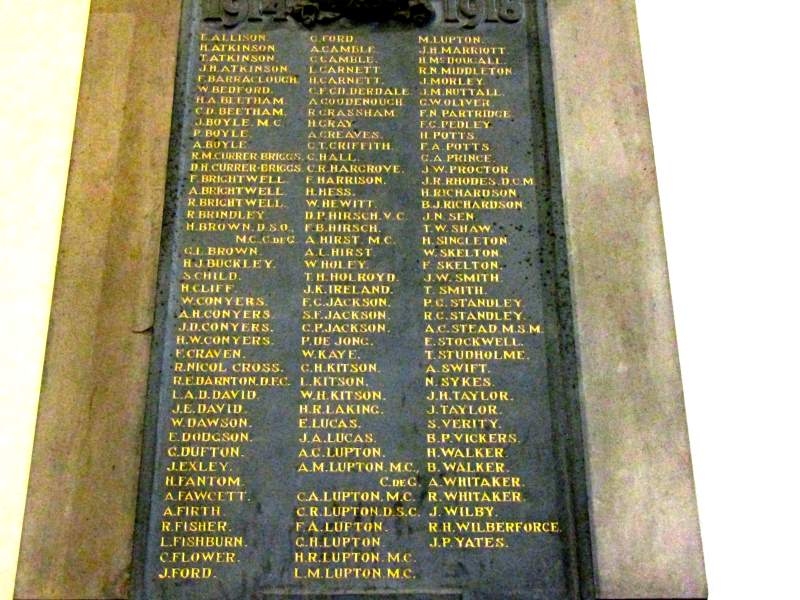 1914 1918
E.ALLISON.
H.ATKINSON.
T.ATKINSON.
J.H.ATKINSON.
F.BARRACLOUGH.
W.BEDFORD.
H.A.BEETHAM.
C.D.BEETHAM.
J.BOYLE. M.C.
P.BOYLE.
A.BOYLE.
R.M.CURRER-BRIGGS.
D.H.CURRER-BRIGGS.
F.BRIGHTWELL.
A.BRIGHTWELL.
R.BRIGHTWELL.
R.BRINDLEY
H.BROWN.D.S.O.,
M.C.,C.DE G.
G.L.BROWN.
H.J.BUCKLEY.
S.CHILD.
H.CLIFF.
W.CONYERS.
A.H.CONYERS.
J.D.CONYERS.
H.W.CONYERS.
F.CRAVEN.
R.NICOL CROSS.
R.E.DARNTON.D.F.C.
L.A.D.DAVID.
J.E.DAVID.
W.DAWSON.
E.DODGSON.
G.DUFTON.
J.EXLEY.
H.FANTOM.
A.FAWCETT.
A.FIRTH.
R.FISHER.
L.FISHBURN.
C.FLOWER.
J.FORD.
G.FORD.
A.GAMBLE.
C.GAMBLE.
L.GARNETT.
H.GARNETT.
A.GOODENOUGH.
R.GRASSHAM.
H.GRAY.
A.GREAVES.
G.T.GRIFFITH.
C.HALL.
C.R.HARGROVE.
F.HARRISON.
H.HESS.
W.HEWITT.
D.P.HIRSCH.V.C.
F.B.HIRSCH.
A.HIRST. M.C.
A.L.HIRST
W.HOLEY.
T.H.HOLROYD.
J.K.IRELAND.
F.G.JACKSON.
S.F.JACKSON.
C.P.JACKSON.
P.DE JONG.
W.KAYE.
C.H.KITSON.
L.KITSON.
W.H.KITSON.
H.R.LAKING.
E.LUCAS.
J.A.LUCAS.
A.G.LUPTON.
A.M.LUPTON.M.C.,
C.DE G.
C.A.LUPTON.M.C.
C.R.LUPTON.D.S.C.
F.A.LUPTON.
G.H.LUPTON.
H.R.LUPTON.M.C.
L.M.LUPTON.M.C.
M.LUPTON.
J.H.MARRIOTT.
H.McDOUGALL.
R.N.MIDDLETON
J.MORLEY.
J.M.NUTTALL.
G.W.OLIVER.
F.N.PARTRIDGE.
F.G.PEDLEY.
H.POTTS.
F.A.POTTS.
G.A.PRINCE.
J.W.PROCTOR.
J.R.RHODES.D.C.M.
H.RICHARDSON
B.J.RICHARDSON.
J.N.SEN
T.W.SHAW.
H.SINGLETON.
W.SKELTON.
F.SKELTON.
J.W.SMITH.
T.SMITH.
P.G.STANDLEY.
R.G.STANDLEY.
A.G.STEAD.M.S.M.
E.STOCKWELL.
T.STUDHOLME.
A.SWIFT.
N.SYKES.
J.H.TAYLOR.
J.TAYLOR.
S.VERITY.
B.P.VICKERS.
H.WALKER.
B.WALKER.
A.WHITAKER.
R.WHITAKER.
J.WILBY.
R.H.WILBERFORCE.
J.P.YATES.